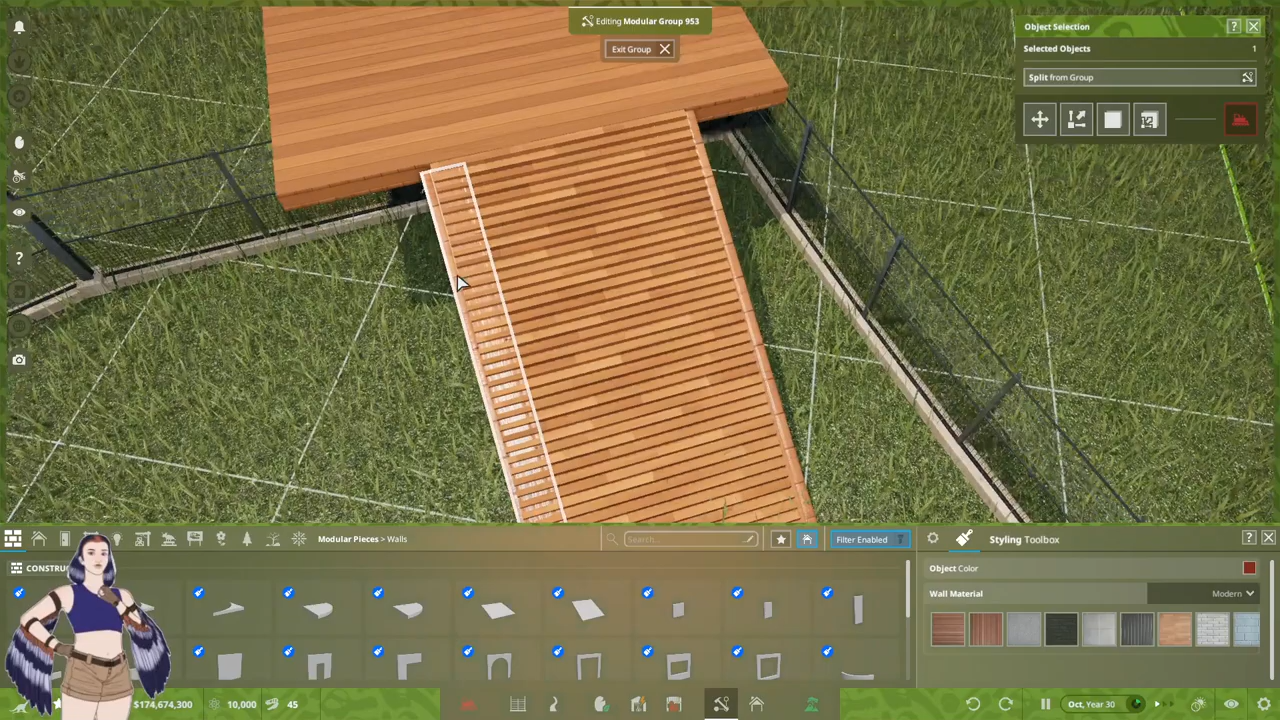 Editing Modular Group 953
Exit Group
Object Selection
?
Selected Objects 1
Split from Group
?
Modular Pieces > Walls
Search...
Filter Enabled
Styling Toolbox
?
CONSTRU
Object Color
Wall Material
Modern
$174,674,300
10,000
45
Oct, Year 30